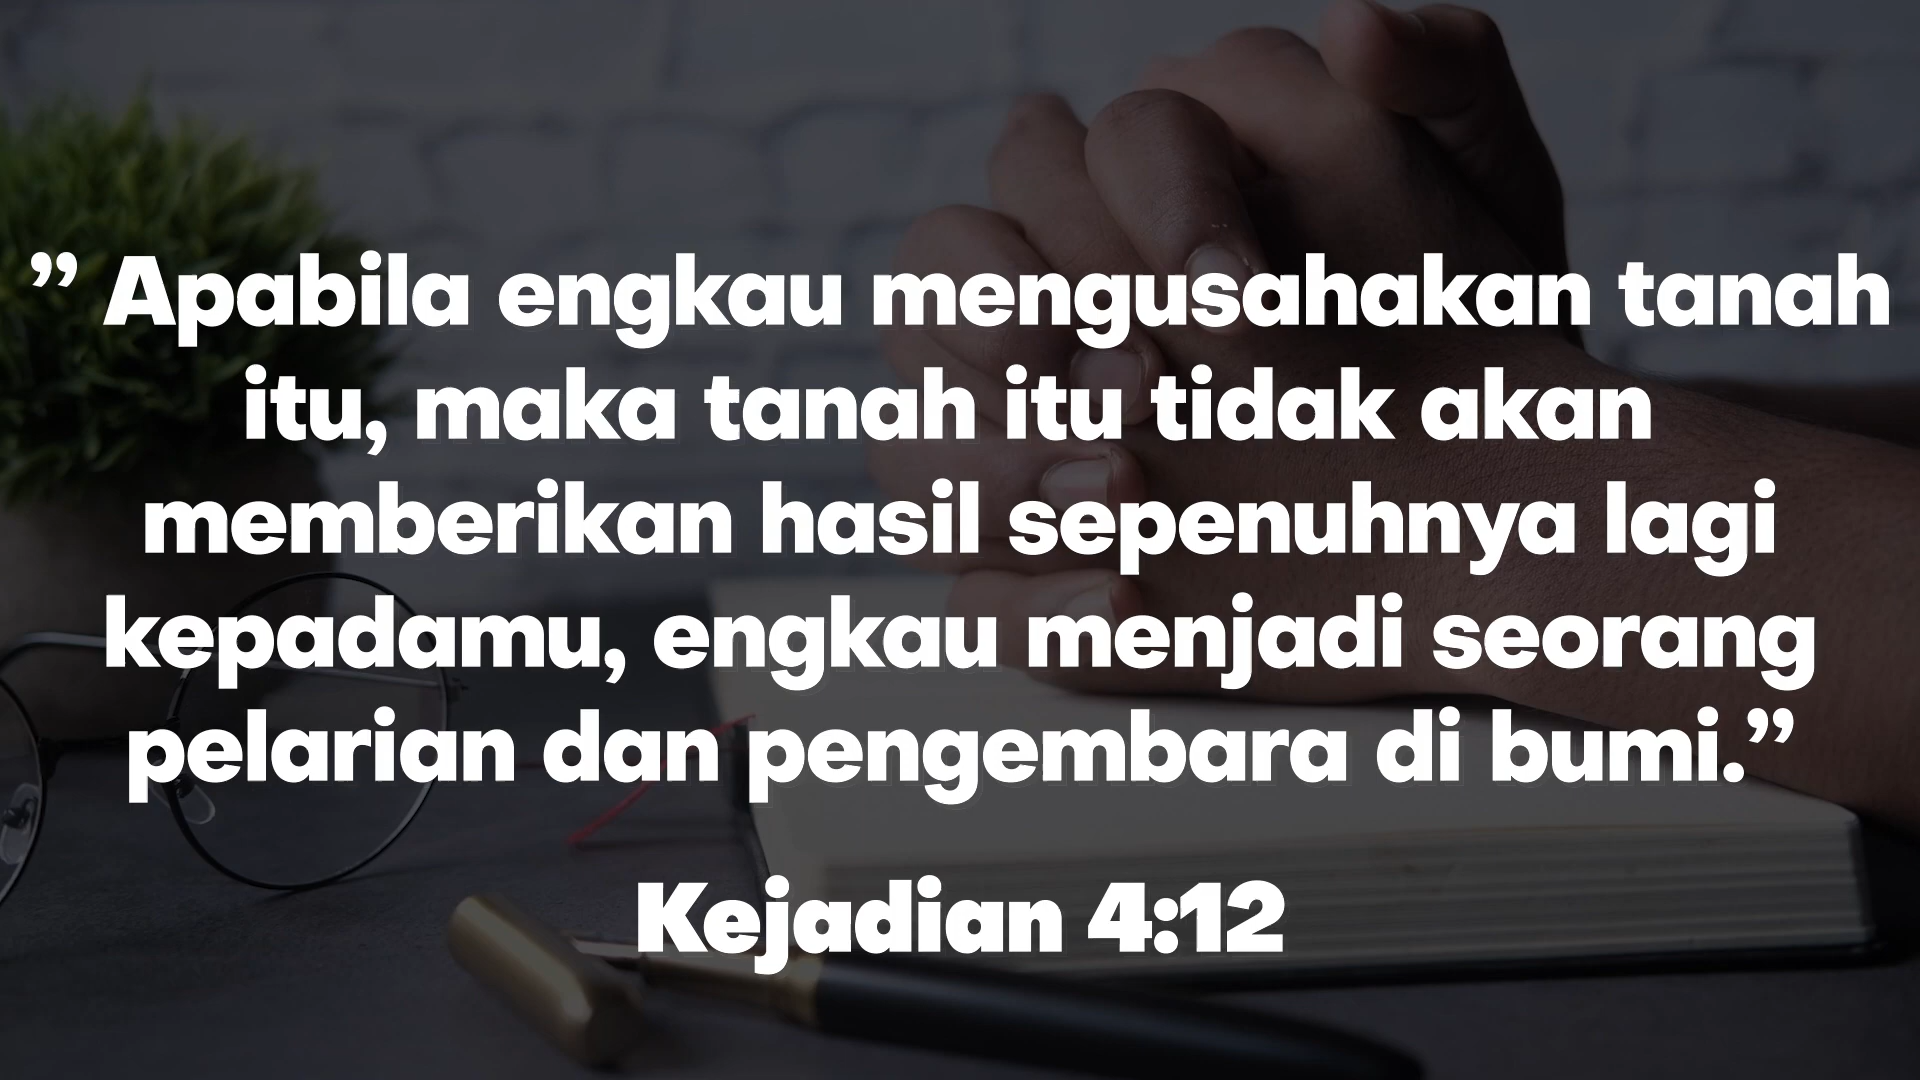 ” Apabila engkau mengusahakan tanah
itu, maka tanah itu tidak akan
memberikan hasil sepenuhnya lagi
kepadamu, engkau menjadi seorang
pelarian dan pengembara di bumi.”
Kejadian 4:12